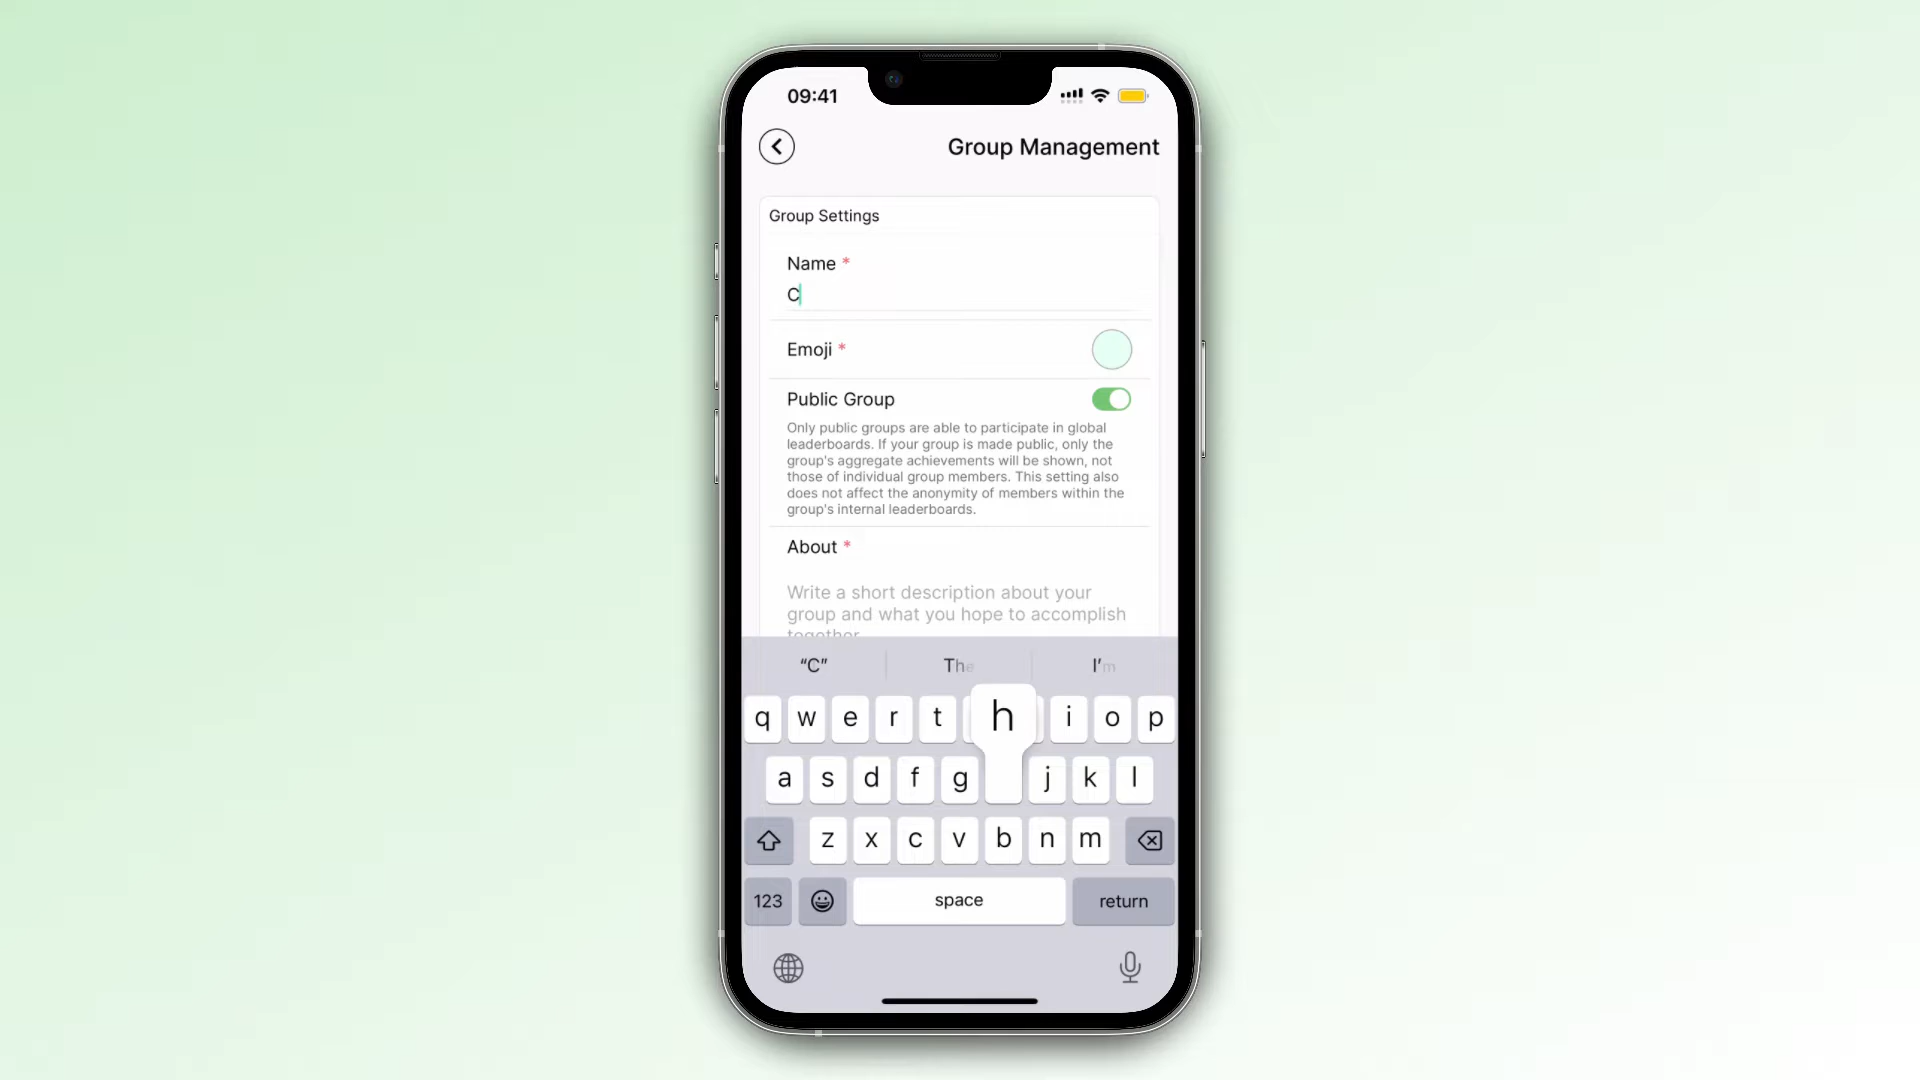 09:41
Group Management
Group Settings
Name *
C
Emoji *
Public Group
Only public groups are able to participate in global
leaderboards. If your group is made public, only the
group's aggregate achievements will be shown, not
those of individual group members. This setting also
does not affect the anonymity of members within the
group's internal leaderboards.
About *
Write a short description about your
group and what you hope to accomplish
together
“C” The I’m
q w e r t h i o p
a s d f g j k l
z x c v b n m
123 space return